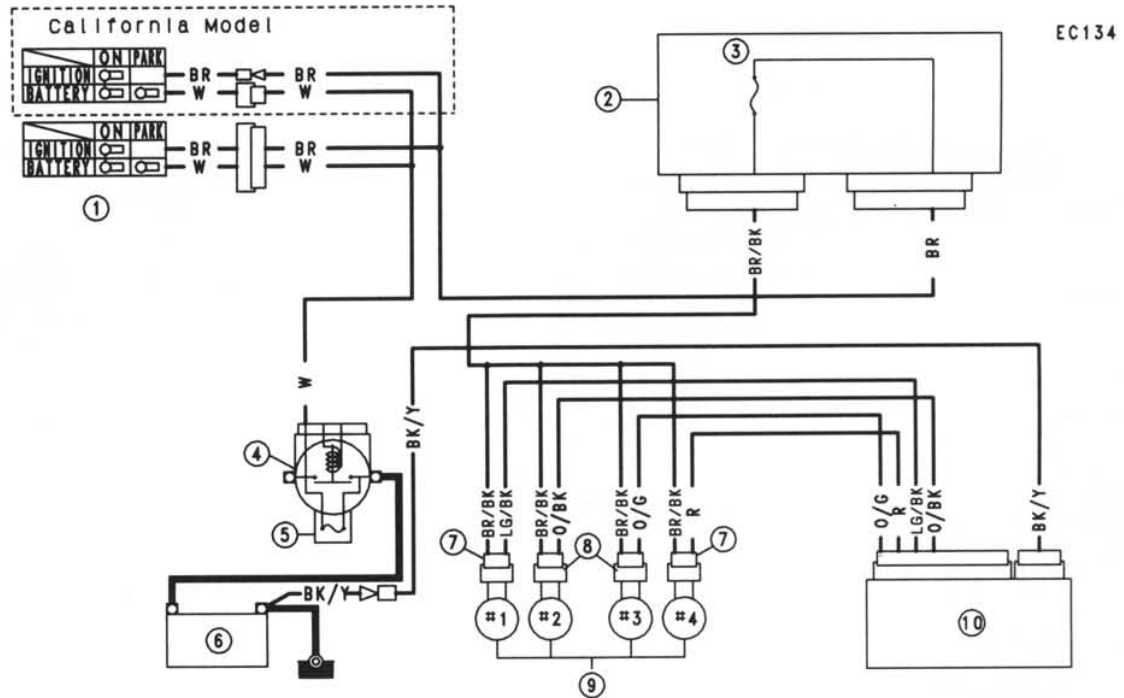 California Model
EC134
ON PARK
IGNITION
BATTERY
BR BR
W W
ON PARK
IGNITION
BATTERY
BR BR
W W
1
2
3
BR/BK
BR
W
BK/Y
4
5
BK/Y
6
BR/BK
LG/BK
BR/BK
O/BK
BR/BK
O/G
BR/BK
R
7
8
7
#1
#2
#3
#4
9
O/G
R
LG/BK
O/BK
BK/Y
10